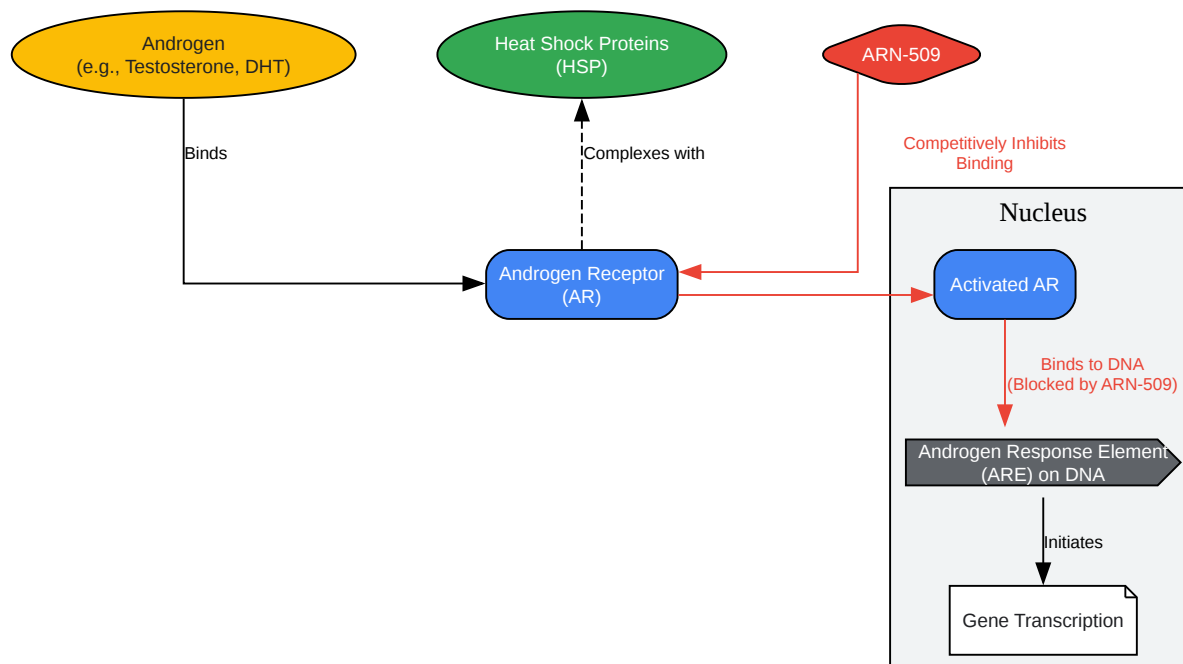 Androgen
(e.g., Testosterone, DHT)
Heat Shock Proteins
(HSP)
ARN-509
Binds
Complexes with
Competitively Inhibits
Binding
Nucleus
Androgen Receptor
(AR)
Activated AR
Binds to DNA
(Blocked by ARN-509)
Androgen Response Element
(ARE) on DNA
Initiates
Gene Transcription